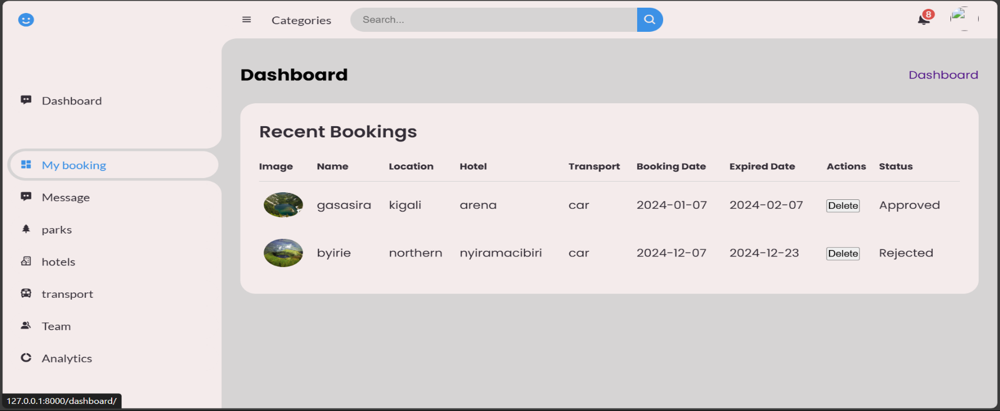 Categories
Search...
8
Dashboard
My booking
Message
parks
hotels
transport
Team
Analytics
Dashboard
Dashboard
Recent Bookings
Image Name Location Hotel Transport Booking Date Expired Date Actions Status
gasasira kigali arena car 2024-01-07 2024-02-07 Delete Approved
byirie northern nyiramacibiri car 2024-12-07 2024-12-23 Delete Rejected
127.0.0.1:8000/dashboard/